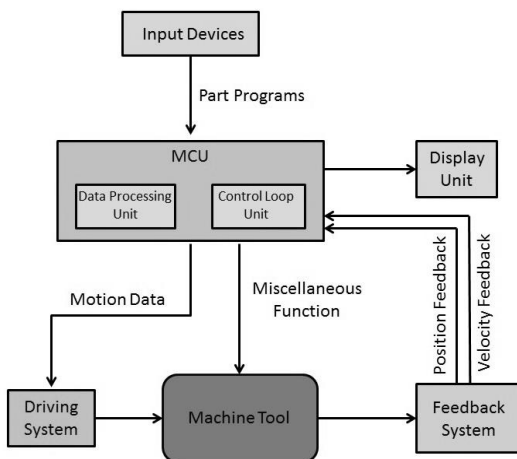 Input Devices
Part Programs
MCU
Data Processing
Unit
Control Loop
Unit
Display
Unit
Motion Data
Miscellaneous
Function
Position Feedback
Velocity Feedback
Driving
System
Machine Tool
Feedback
System